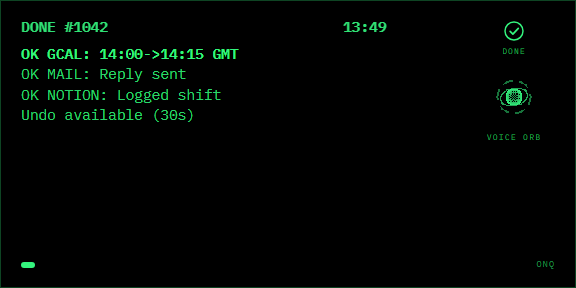 DONE #1042 13:49
OK GCAL: 14:00->14:15 GMT
OK MAIL: Reply sent
OK NOTION: Logged shift
Undo available (30s)
DONE
VOICE ORB
ONQ